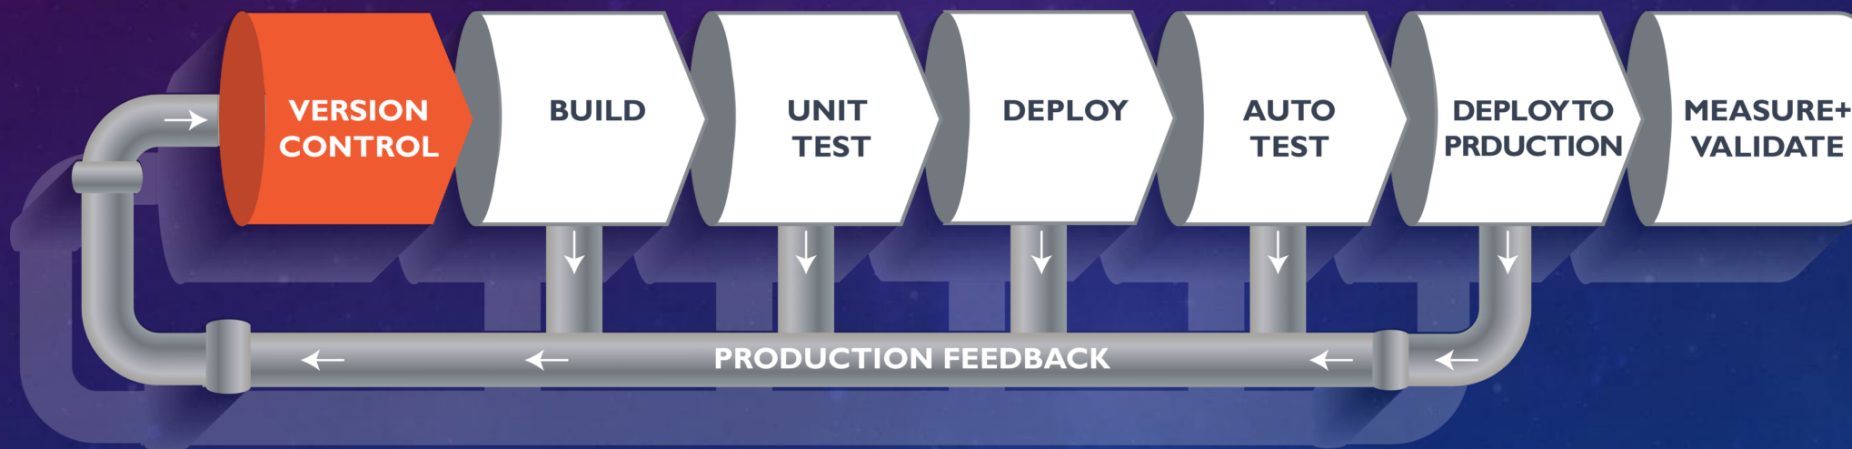 VERSION
CONTROL
BUILD
UNIT
TEST
DEPLOY
AUTO
TEST
DEPLOY TO
PRDUCTION
MEASURE+
VALIDATE
PRODUCTION FEEDBACK